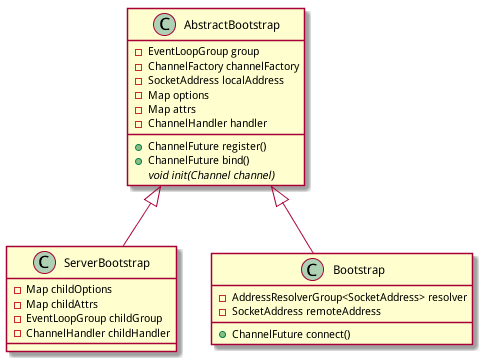 C AbstractBootstrap
EventLoopGroup group
ChannelFactory channelFactory
SocketAddress localAddress
Map options
Map attrs
ChannelHandler handler
ChannelFuture register()
ChannelFuture bind()
void init(Channel channel)
C ServerBootstrap
Map childOptions
Map childAttrs
EventLoopGroup childGroup
ChannelHandler childHandler
C Bootstrap
AddressResolverGroup<SocketAddress> resolver
SocketAddress remoteAddress
ChannelFuture connect()